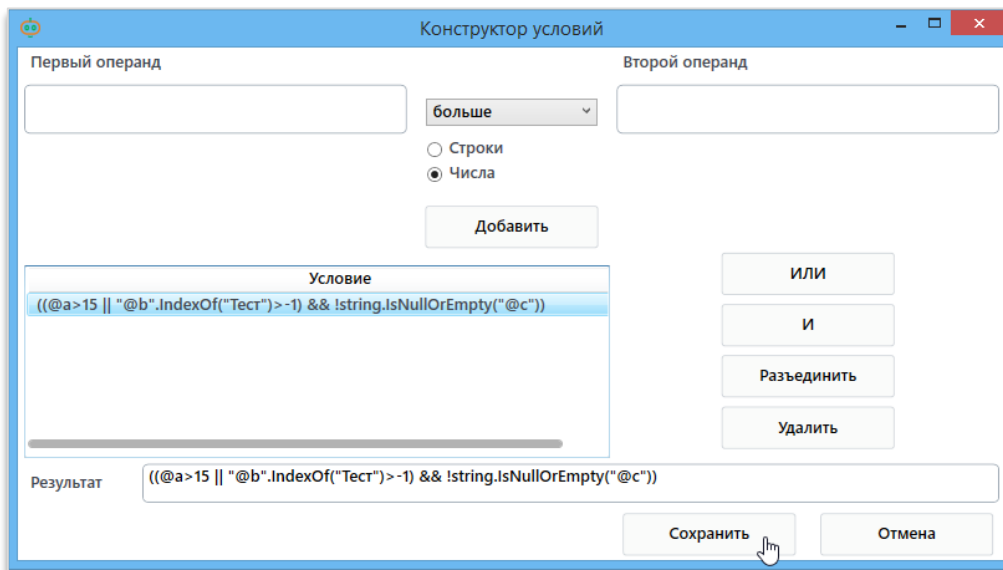 Конструктор условий
Первый операнд
Второй операнд
больше
Строки
Числа
Добавить
Условие
((@a>15 || "@b".IndexOf("Тест")>-1) && !string.IsNullOrEmpty("@c"))
ИЛИ
И
Разъединить
Удалить
Результат
((@a>15 || "@b".IndexOf("Тест")>-1) && !string.IsNullOrEmpty("@c"))
Сохранить
Отмена